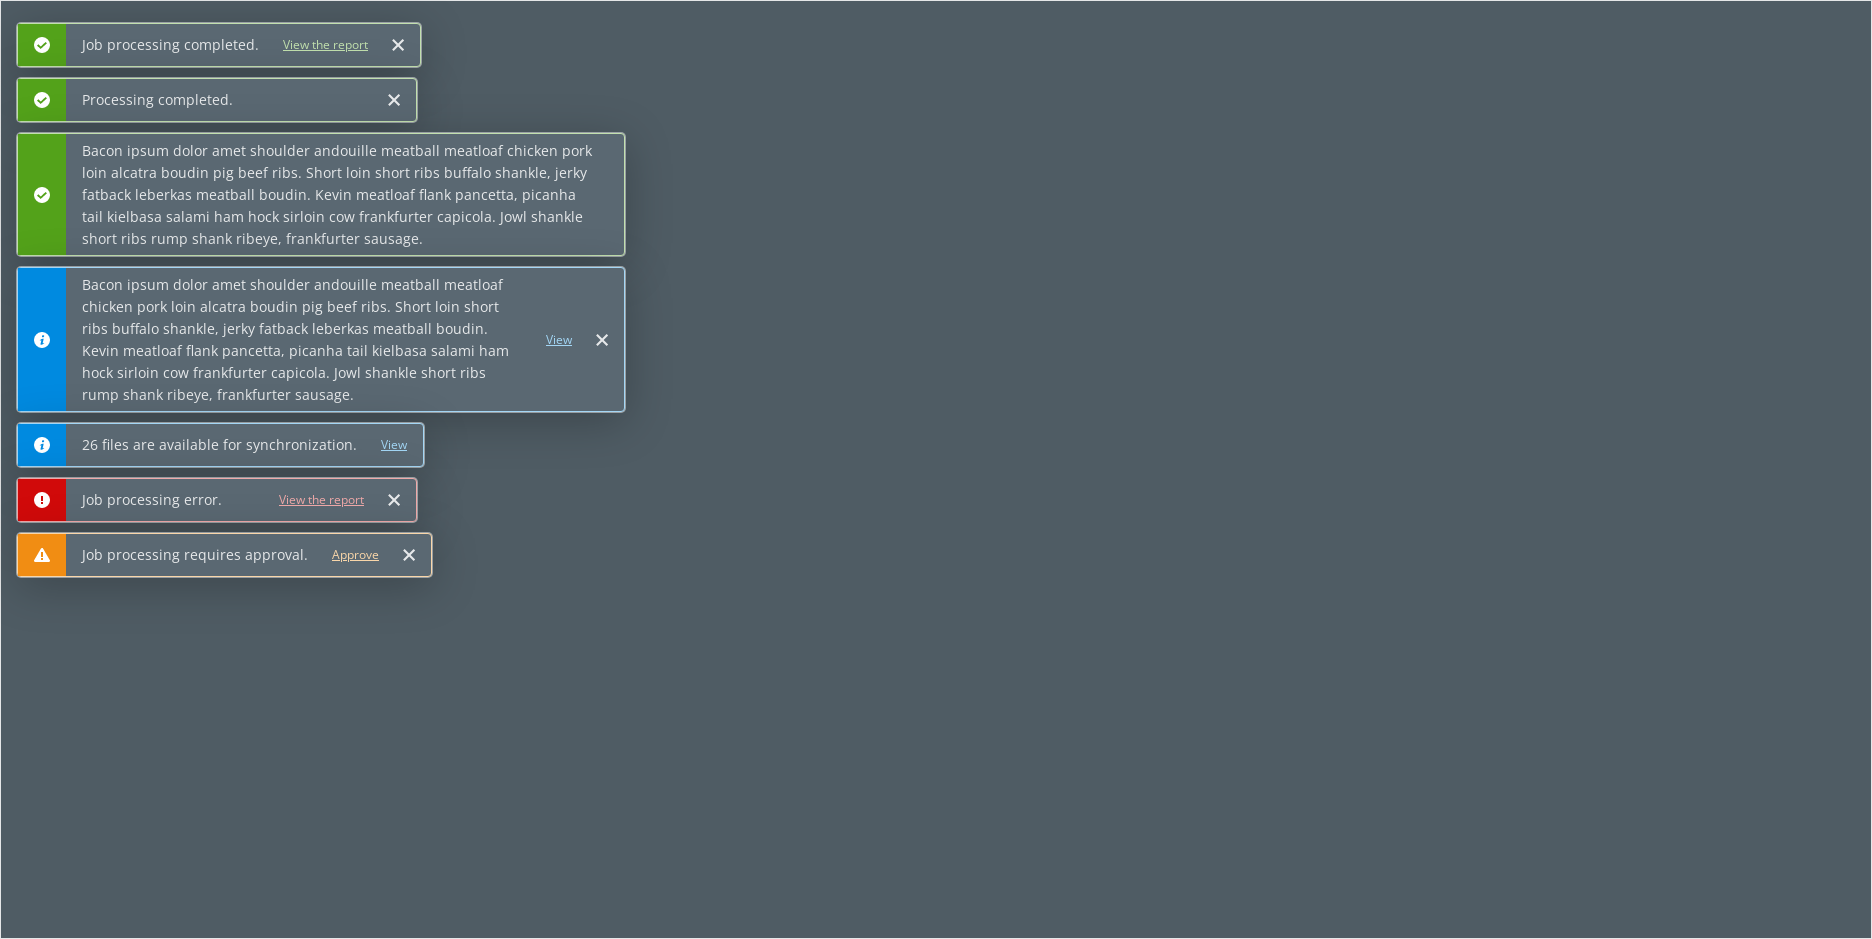 Job processing completed. View the report
Processing completed.
Bacon ipsum dolor amet shoulder andouille meatball meatloaf chicken pork
loin alcatra boudin pig beef ribs. Short loin short ribs buffalo shankle, jerky
fatback leberkas meatball boudin. Kevin meatloaf flank pancetta, picanha
tail kielbasa salami ham hock sirloin cow frankfurter capicola. Jowl shankle
short ribs rump shank ribeye, frankfurter sausage.
Bacon ipsum dolor amet shoulder andouille meatball meatloaf
chicken pork loin alcatra boudin pig beef ribs. Short loin short
ribs buffalo shankle, jerky fatback leberkas meatball boudin.
Kevin meatloaf flank pancetta, picanha tail kielbasa salami ham
hock sirloin cow frankfurter capicola. Jowl shankle short ribs
rump shank ribeye, frankfurter sausage.
View
26 files are available for synchronization. View
Job processing error. View the report
Job processing requires approval. Approve